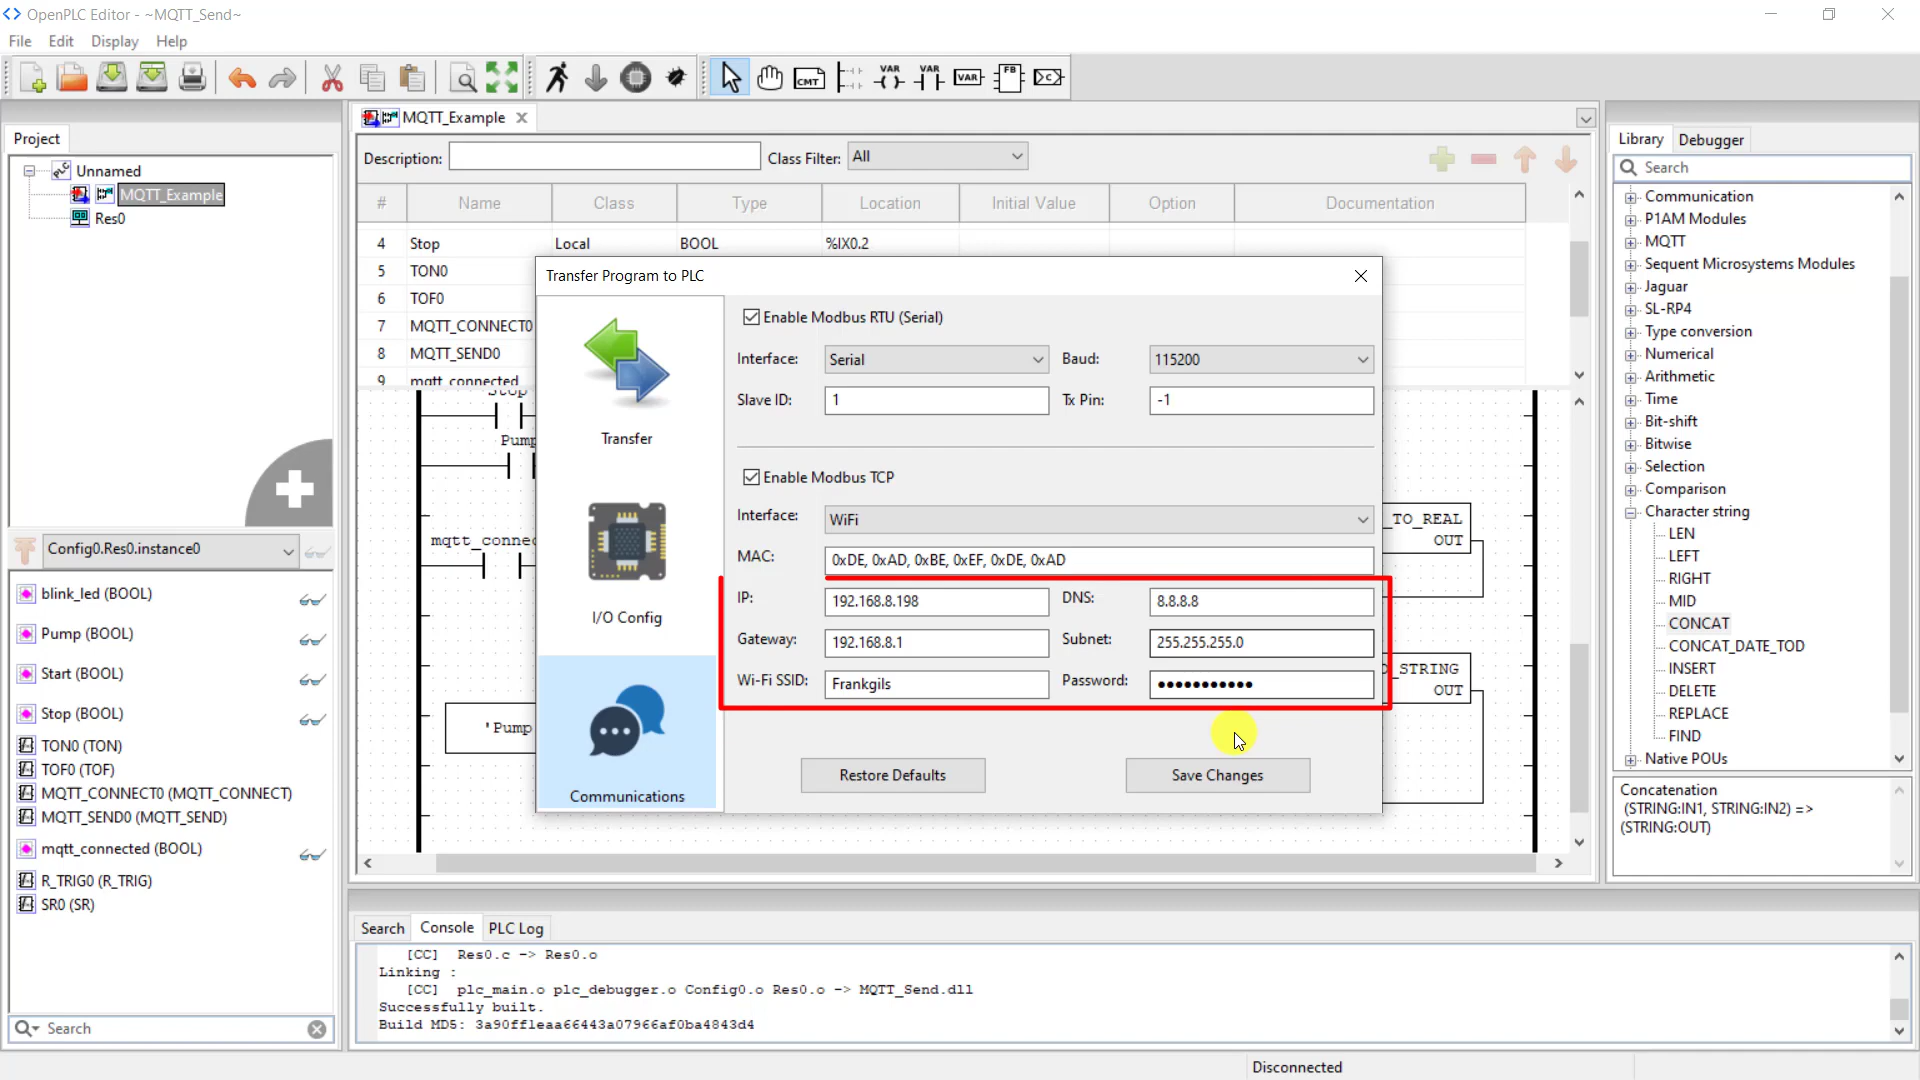 OpenPLC Editor - ~MQTT_Send~
File Edit Display Help
CMT VAR VAR VAR FB C
Project
MQTT_Example
Library Debugger
Description: Class Filter: All
Search
Unnamed
MQTT_Example
Res0
# Name Class Type Location Initial Value Option Documentation
4 Stop Local BOOL %IX0.2
5 TON0
6 TOF0
7 MQTT_CONNECT0
8 MQTT_SEND0
9 mqtt_connected
Stop
Pump
mqtt_connec
'Pump
_TO_REAL
OUT
_STRING
OUT
Transfer Program to PLC
Transfer
I/O Config
Communications
Enable Modbus RTU (Serial)
Interface: Serial Baud: 115200
Slave ID: 1 Tx Pin: -1
Enable Modbus TCP
Interface: WiFi
MAC: 0xDE, 0xAD, 0xBE, 0xEF, 0xDE, 0xAD
IP: 192.168.8.198 DNS: 8.8.8.8
Gateway: 192.168.8.1 Subnet: 255.255.255.0
Wi-Fi SSID: Frankgils Password: ●●●●●●●●●●●
Restore Defaults Save Changes
Communication
P1AM Modules
MQTT
Sequent Microsystems Modules
Jaguar
SL-RP4
Type conversion
Numerical
Arithmetic
Time
Bit-shift
Bitwise
Selection
Comparison
Character string
LEN
LEFT
RIGHT
MID
CONCAT
CONCAT_DATE_TOD
INSERT
DELETE
REPLACE
FIND
Native POUs
Concatenation
(STRING:IN1, STRING:IN2) =>
(STRING:OUT)
Config0.Res0.instance0
blink_led (BOOL)
Pump (BOOL)
Start (BOOL)
Stop (BOOL)
TON0 (TON)
TOF0 (TOF)
MQTT_CONNECT0 (MQTT_CONNECT)
MQTT_SEND0 (MQTT_SEND)
mqtt_connected (BOOL)
R_TRIG0 (R_TRIG)
SR0 (SR)
Search
Search Console PLC Log
[CC] Res0.c -> Res0.o
Linking :
[CC] plc_main.o plc_debugger.o Config0.o Res0.o -> MQTT_Send.dll
Successfully built.
Build MD5: 3a90ff1eaa66443a07966af0ba4843d4
Disconnected